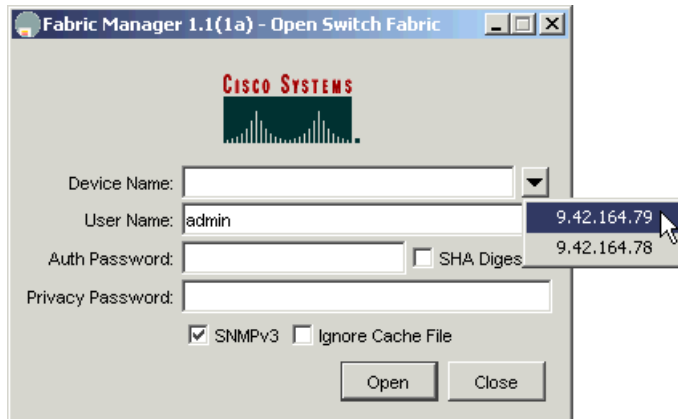 Fabric Manager 1.1(1a) - Open Switch Fabric
CISCO SYSTEMS
Device Name:
9.42.164.79
User Name: admin
9.42.164.78
Auth Password: SHA Diges
Privacy Password:
SNMPv3 Ignore Cache File
Open Close